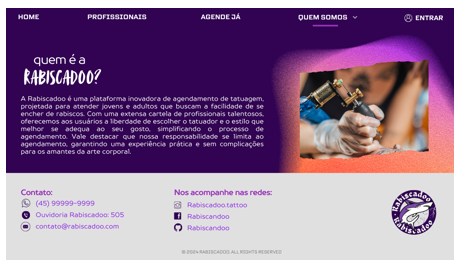 HOME PROFISSIONAIS AGENDE JÁ QUEM SOMOS ENTRAR
quem é a
RABISCADOO?
A Rabiscadoo é uma plataforma inovadora de agendamento de tatuagem,
projetada para atender jovens e adultos que buscam a facilidade de se
encher de rabiscos. Com uma extensa cartela de profissionais talentosos,
oferecemos aos usuários a liberdade de escolher o tatuador e o estilo que
melhor se adequa ao seu gosto, simplificando o processo de
agendamento. Vale destacar que nossa responsabilidade se limita ao
agendamento, garantindo uma experiência prática e sem complicações
para os amantes da arte corporal.
Contato:
(45) 99999-9999
Ouvidoria Rabiscadoo: 505
contato@rabiscadoo.com
Nos acompanhe nas redes:
Rabiscadoo.tattoo
Rabiscandoo
Rabiscandoo
Rabiscadoo
Rabiscadoo
© 2024 RABISCADOO. ALL RIGHTS RESERVED